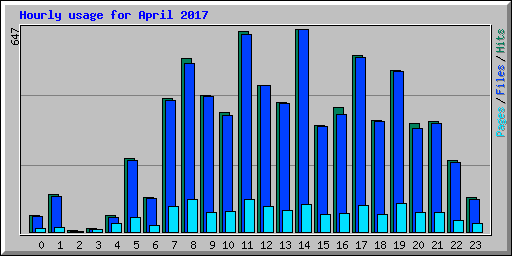 Hourly usage for April 2017
647
Pages / Files / Hits
0 1 2 3 4 5 6 7 8 9 10 11 12 13 14 15 16 17 18 19 20 21 22 23